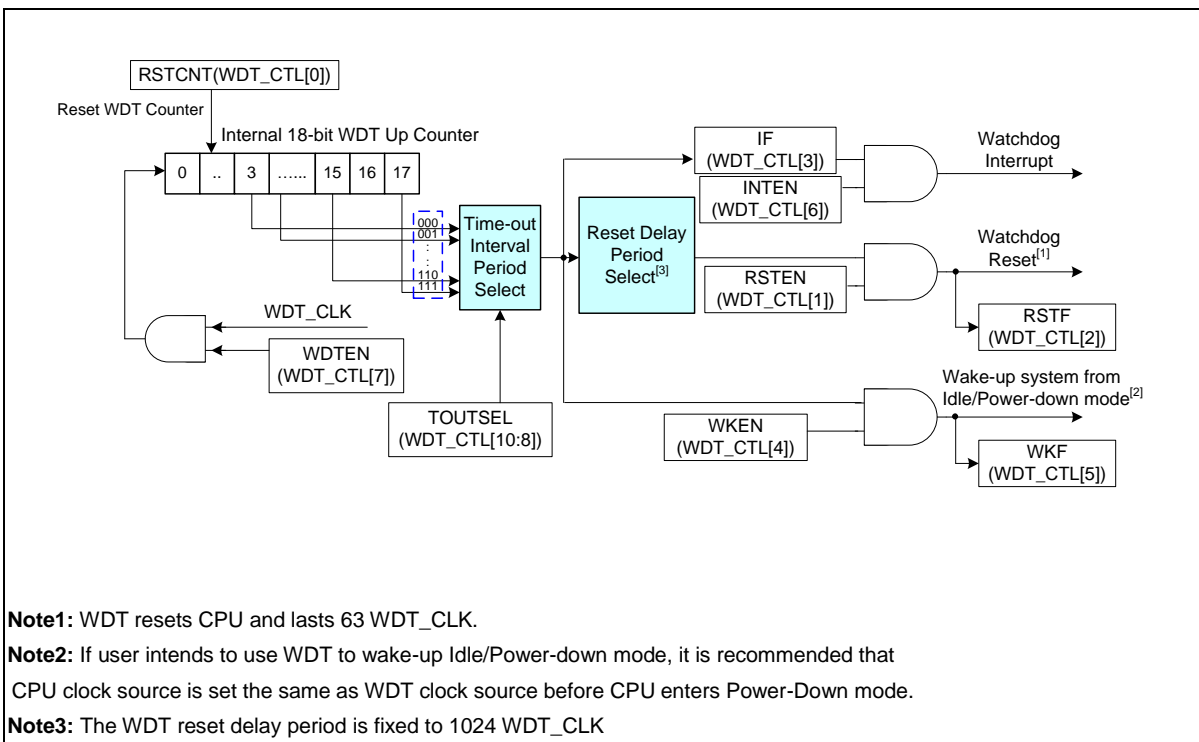 RSTCNT(WDT_CTL[0])
Reset WDT Counter
Internal 18-bit WDT Up Counter
0 .. 3 …... 15 16 17
000
001
:
:
110
111
Time-out
Interval
Period
Select
Reset Delay
Period
Select[3]
IF
(WDT_CTL[3])
INTEN
(WDT_CTL[6])
Watchdog
Interrupt
RSTEN
(WDT_CTL[1])
Watchdog
Reset[1]
RSTF
(WDT_CTL[2])
WDT_CLK
WDTEN
(WDT_CTL[7])
TOUTSEL
(WDT_CTL[10:8])
WKEN
(WDT_CTL[4])
Wake-up system from
Idle/Power-down mode[2]
WKF
(WDT_CTL[5])
Note1: WDT resets CPU and lasts 63 WDT_CLK.
Note2: If user intends to use WDT to wake-up Idle/Power-down mode, it is recommended that
CPU clock source is set the same as WDT clock source before CPU enters Power-Down mode.
Note3: The WDT reset delay period is fixed to 1024 WDT_CLK